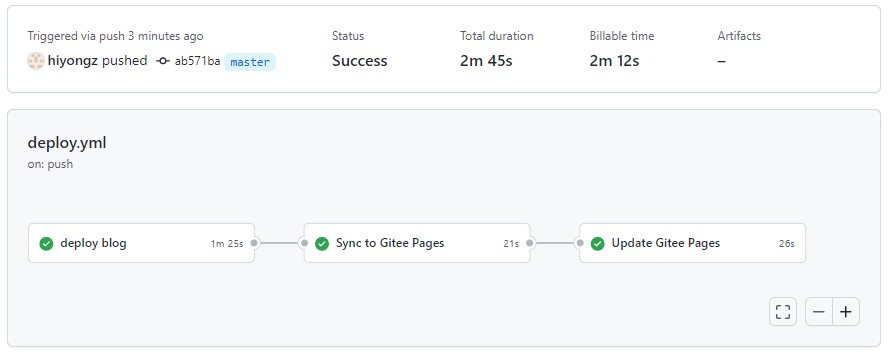 Triggered via push 3 minutes ago
hiyongz pushed ab571ba master
Status
Success
Total duration
2m 45s
Billable time
2m 12s
Artifacts
–
deploy.yml
on: push
deploy blog 1m 25s
Sync to Gitee Pages 21s
Update Gitee Pages 26s